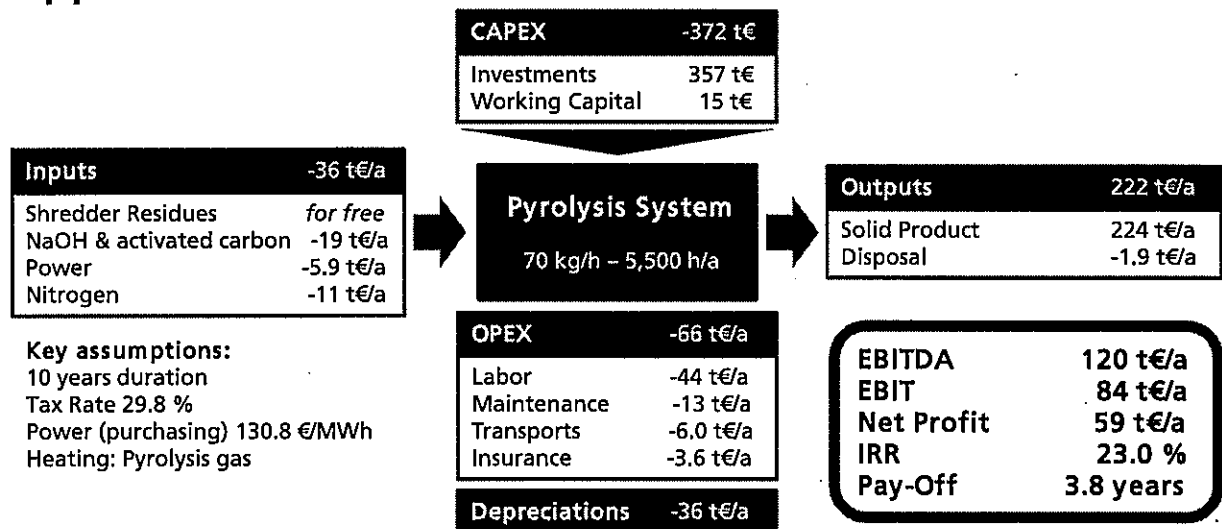 CAPEX -372 t€
Investments 357 t€
Working Capital 15 t€
Inputs -36 t€/a
Shredder Residues for free
NaOH & activated carbon -19 t€/a
Power -5.9 t€/a
Nitrogen -11 t€/a
Pyrolysis System
70 kg/h – 5,500 h/a
Outputs 222 t€/a
Solid Product 224 t€/a
Disposal -1.9 t€/a
Key assumptions:
10 years duration
Tax Rate 29.8 %
Power (purchasing) 130.8 €/MWh
Heating: Pyrolysis gas
OPEX -66 t€/a
Labor -44 t€/a
Maintenance -13 t€/a
Transports -6.0 t€/a
Insurance -3.6 t€/a
Depreciations -36 t€/a
EBITDA 120 t€/a
EBIT 84 t€/a
Net Profit 59 t€/a
IRR 23.0 %
Pay-Off 3.8 years